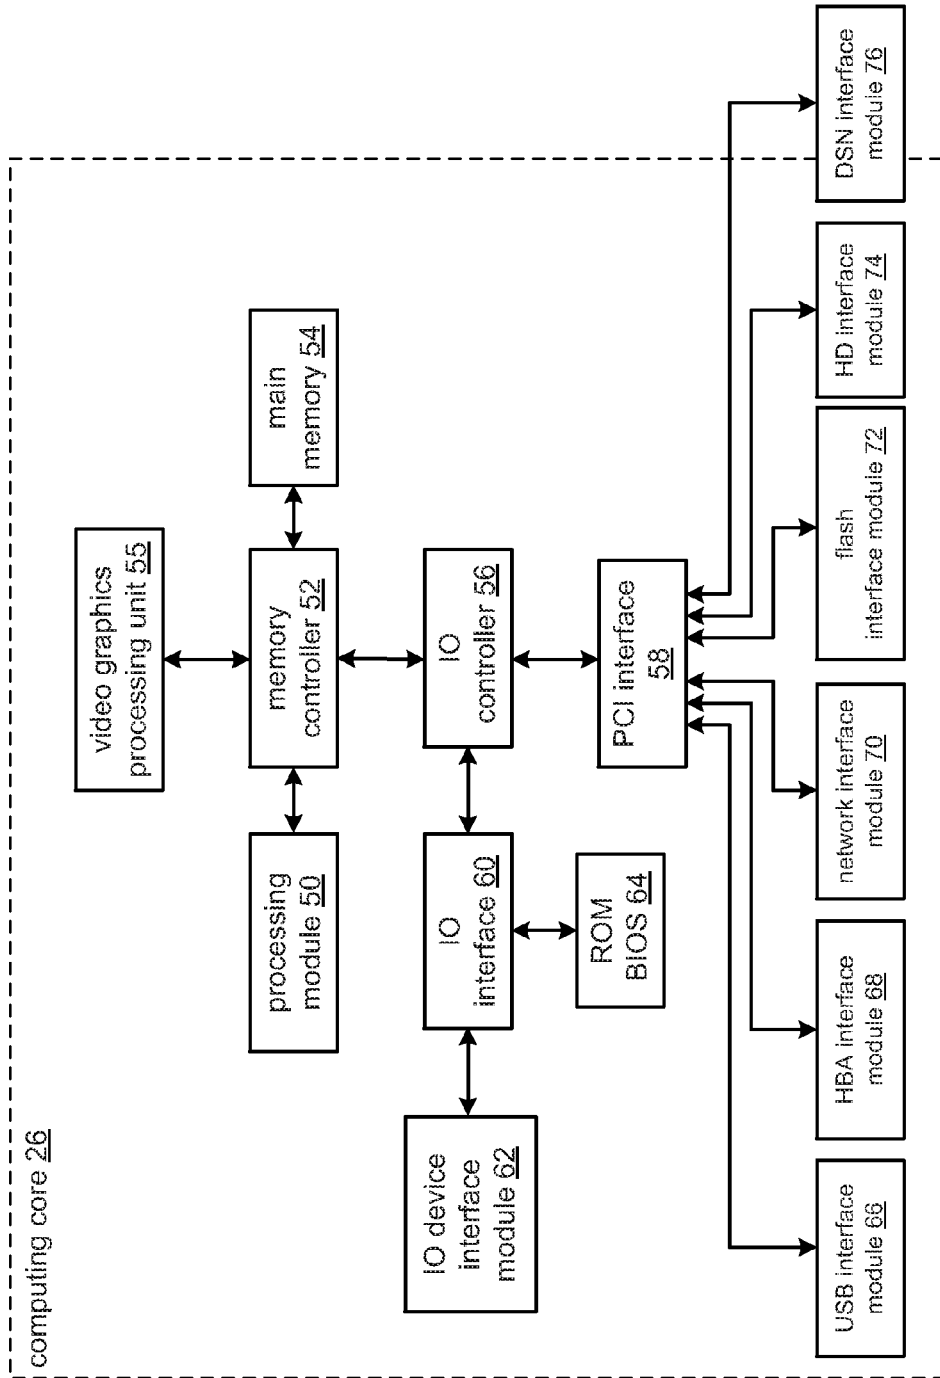 computing core 26
video graphics
processing unit 55
processing
module 50
memory
controller 52
main
memory 54
IO device
interface
module 62
IO
interface 60
IO
controller 56
ROM
BIOS 64
PCI interface
58
USB interface
module 66
HBA interface
module 68
network interface
module 70
flash
interface module 72
HD interface
module 74
DSN interface
module 76